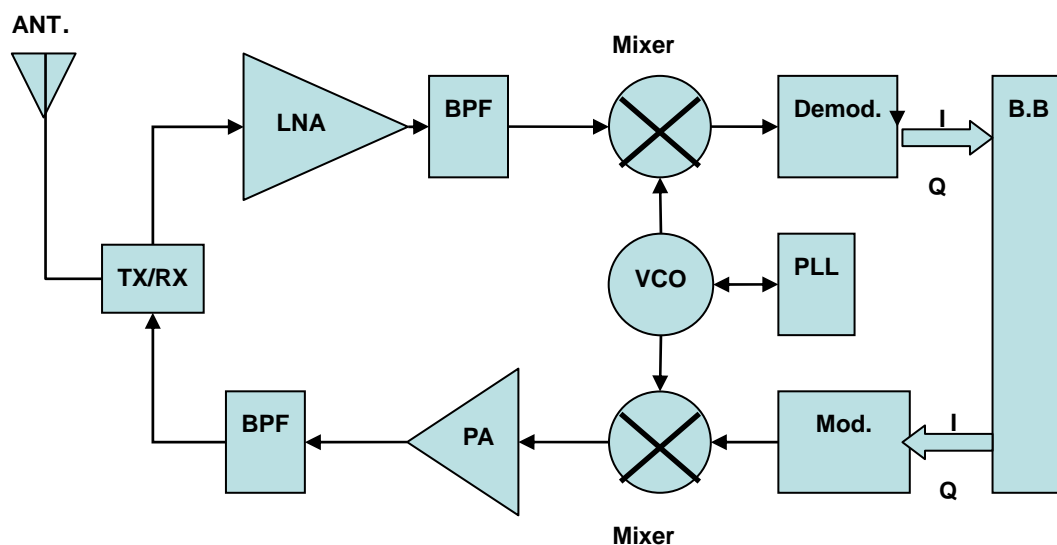 ANT.
Mixer
LNA
BPF
Demod.
I
B.B
Q
TX/RX
VCO
PLL
BPF
PA
Mod.
I
Q
Mixer